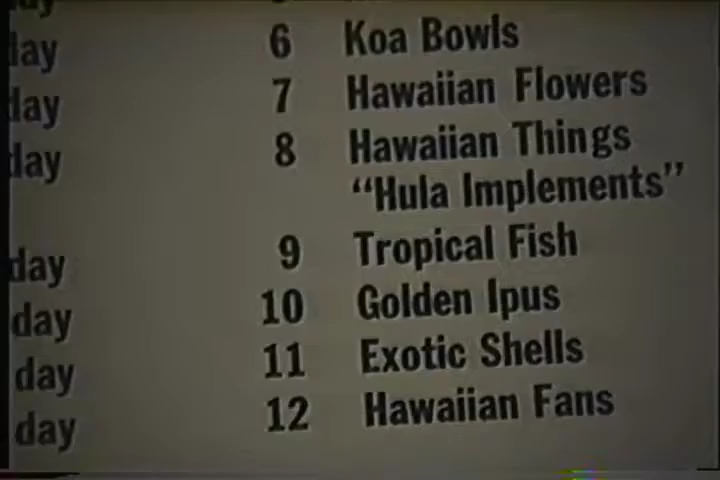 day
day 6 Koa Bowls
day 7 Hawaiian Flowers
day 8 Hawaiian Things
"Hula Implements"
day 9 Tropical Fish
day 10 Golden Ipus
day 11 Exotic Shells
day 12 Hawaiian Fans